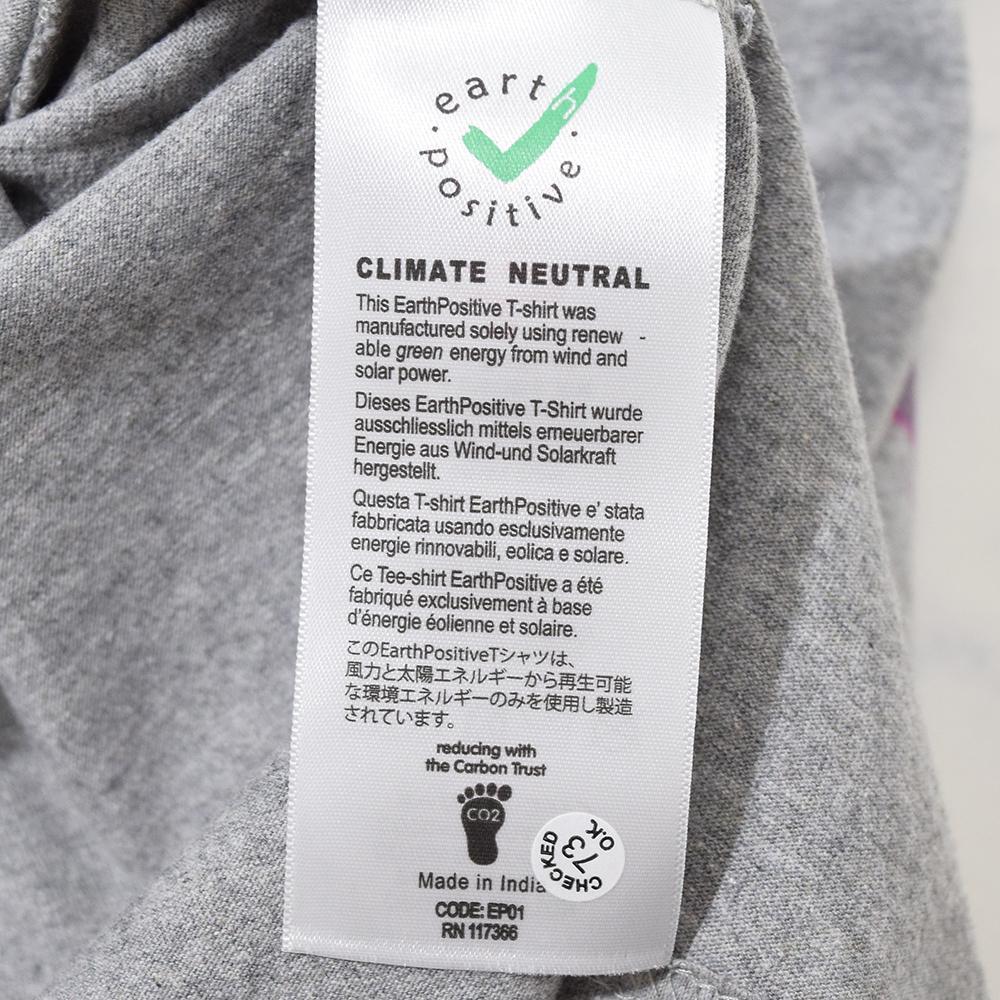 earth
positive
CLIMATE NEUTRAL
This EarthPositive T-shirt was
manufactured solely using renew -
able green energy from wind and
solar power.
Dieses EarthPositive T-Shirt wurde
ausschliesslich mittels erneuerbarer
Energie aus Wind-und Solarkraft
hergestellt.
Questa T-shirt EarthPositive e' stata
fabbricata usando esclusivamente
energie rinnovabili, eolica e solare.
Ce Tee-shirt EarthPositive a été
fabriqué exclusivement à base
d'énergie éolienne et solaire.
このEarthPositiveTシャツは、
風力と太陽エネルギーから再生可能
な環境エネルギーのみを使用し製造
されています。
reducing with
the Carbon Trust
CO2
CHECKED
73
O.K
Made in India
CODE: EP01
RN 117366